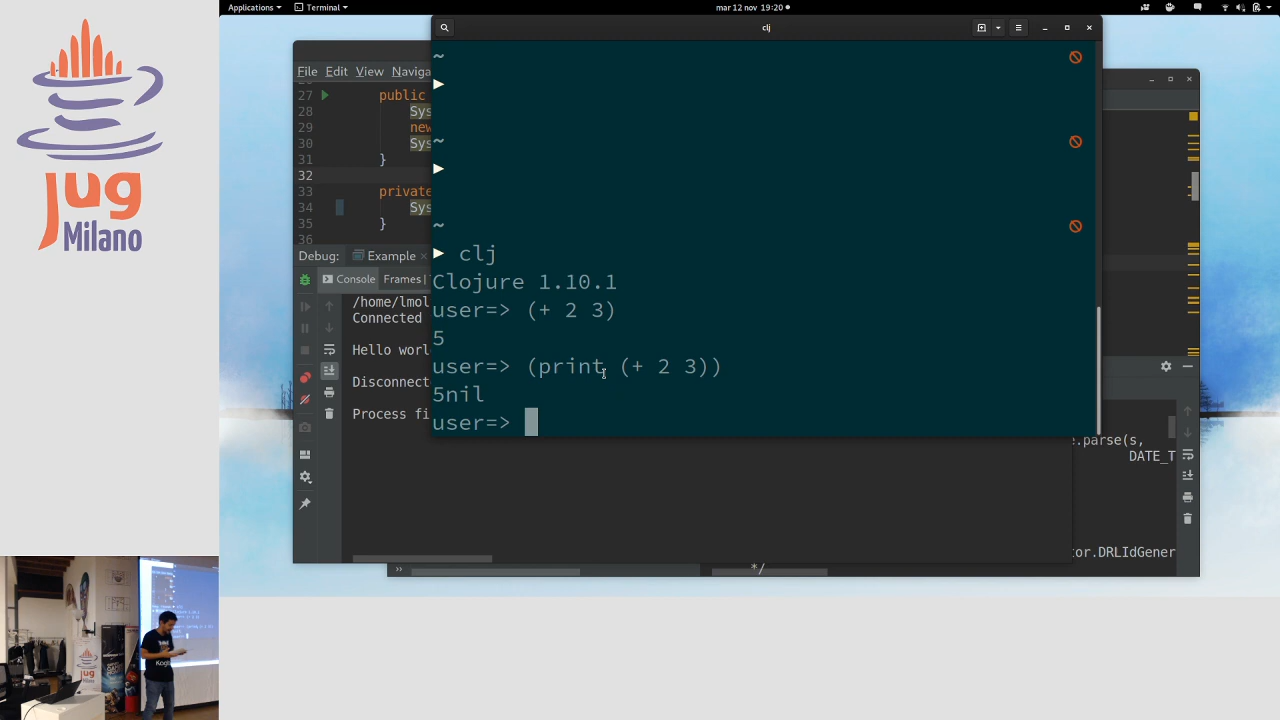 Applications
Terminal
mar 12 nov 19:20
clj
~
~
~
clj
Clojure 1.10.1
user=> (+ 2 3)
5
user=> (print (+ 2 3))
5nil
user=>
File Edit View Naviga
27 public
28 Sys
29 new
30 Sys
31 }
32
33 private
34 Sys
35 }
36
Debug: Example
Console Frames
/home/lmol
Connected
Hello worl
Disconnect
Process fi
e.parse(s,
DATE_T
tor.DRLIdGener
*/
jug
Milano
jug